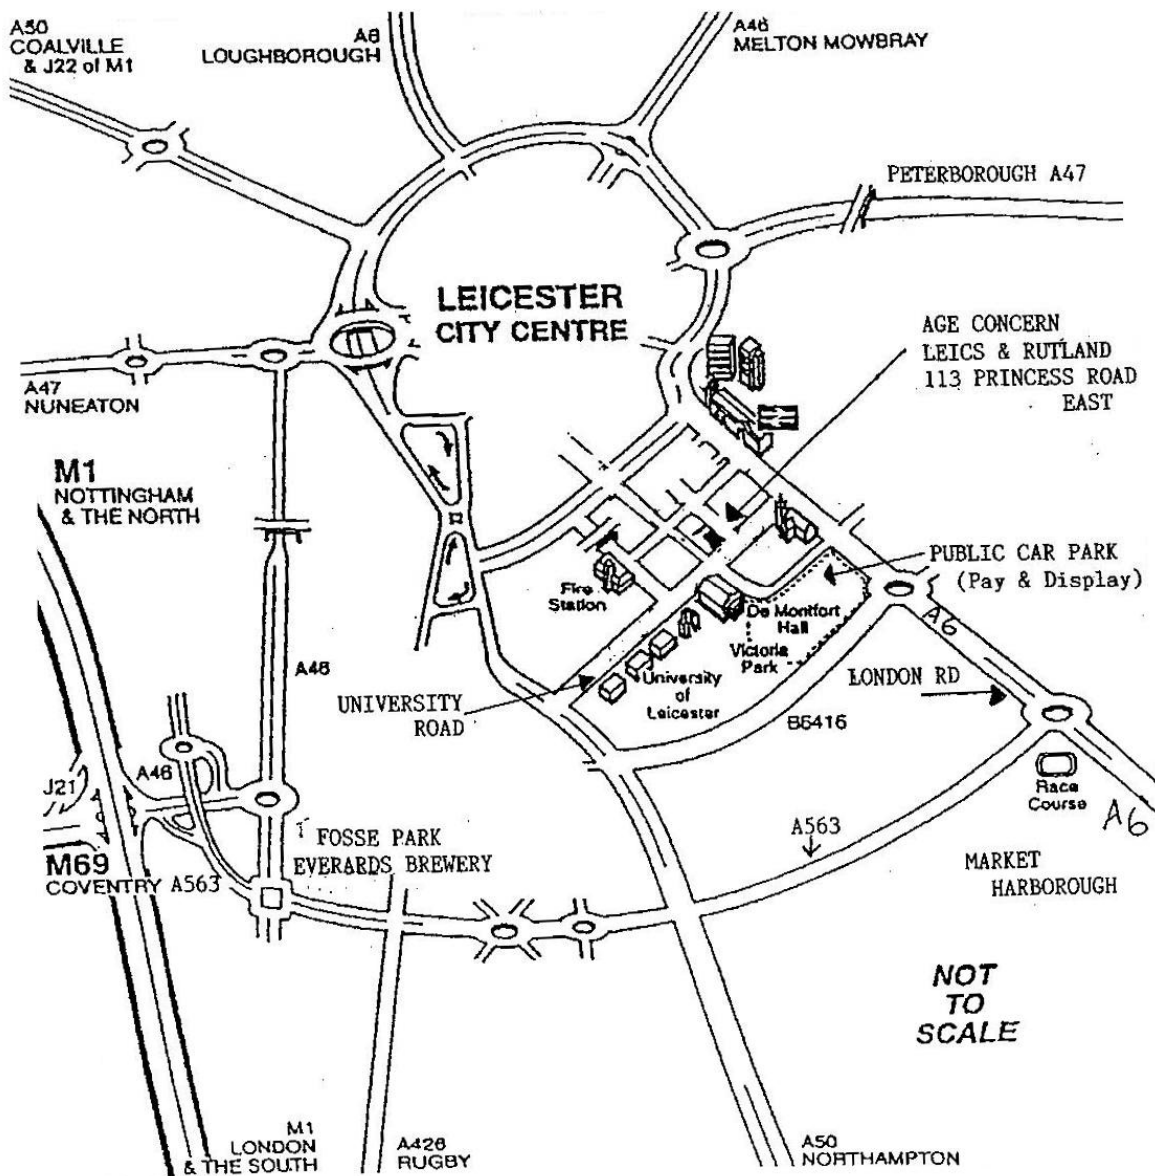 A50
COALVILLE
& J22 of M1
A6
LOUGHBOROUGH
A46
MELTON MOWBRAY
PETERBOROUGH A47
LEICESTER
CITY CENTRE
AGE CONCERN
LEICS & RUTLAND
113 PRINCESS ROAD
EAST
A47
NUNEATON
M1
NOTTINGHAM
& THE NORTH
PUBLIC CAR PARK
(Pay & Display)
Fire
Station
De Montfort
Hall
Victoria
Park
A6
A46
UNIVERSITY
ROAD
University
of
Leicester
LONDON RD
B6416
J21
A46
Race
Course
A6
A563
FOSSE PARK
EVERARDS BREWERY
M69
COVENTRY A563
MARKET
HARBOROUGH
NOT
TO
SCALE
M1
LONDON
& THE SOUTH
A426
RUGBY
A50
NORTHAMPTON